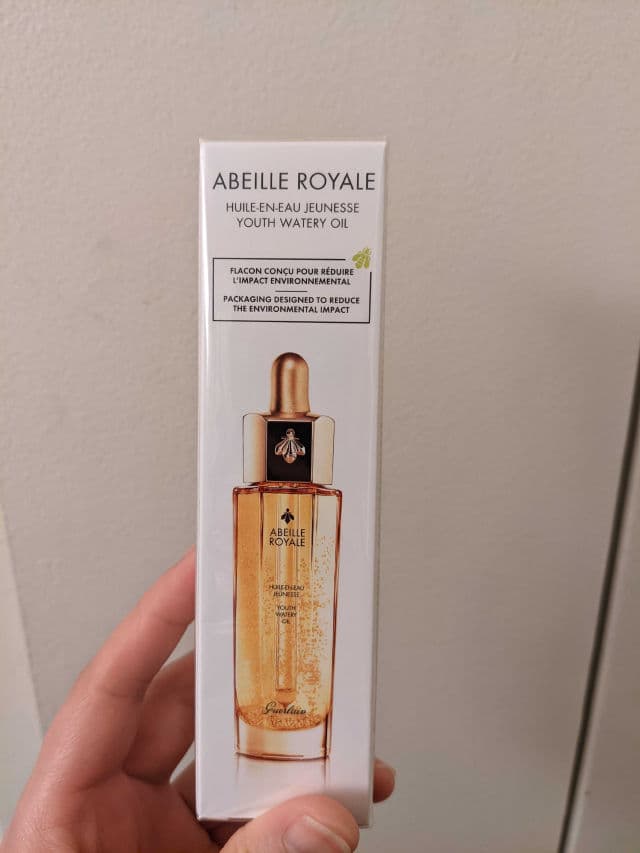 ABEILLE ROYALE
HUILE-EN-EAU JEUNESSE
YOUTH WATERY OIL
FLACON CONÇU POUR RÉDUIRE
L'IMPACT ENVIRONNEMENTAL
PACKAGING DESIGNED TO REDUCE
THE ENVIRONMENTAL IMPACT
ABEILLE
ROYALE
HUILE-EN-EAU
JEUNESSE
YOUTH
WATERY
OIL
Guerlain